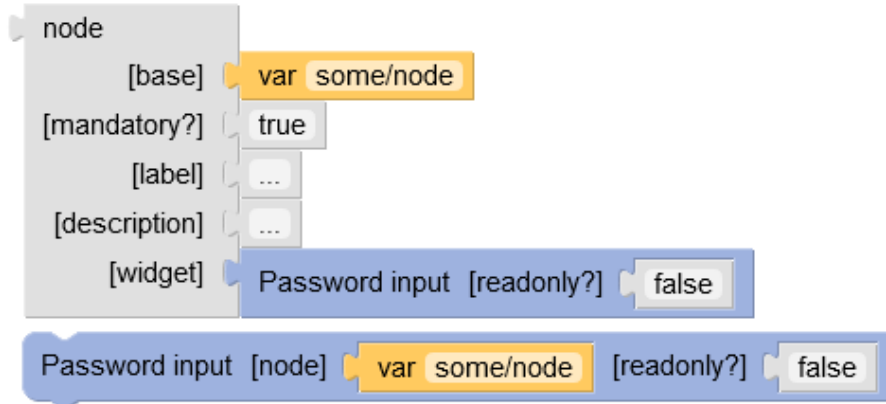 node
[base] var some/node
[mandatory?] true
[label] ...
[description] ...
[widget] Password input [readonly?] false
Password input [node] var some/node [readonly?] false